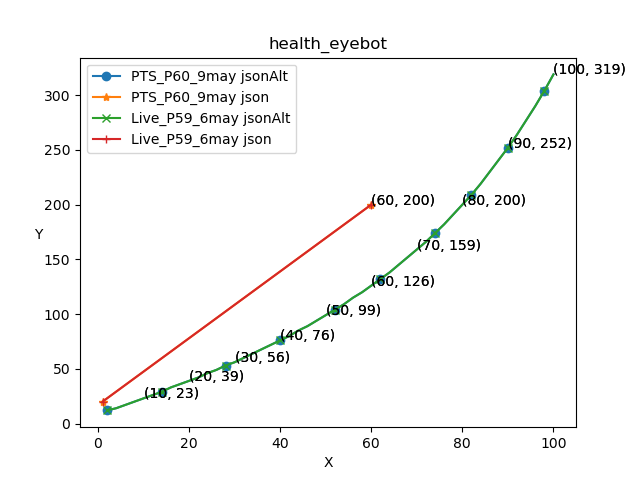 health_eyebot
PTS_P60_9may jsonAlt
PTS_P60_9may json
Live_P59_6may jsonAlt
Live_P59_6may json
(100, 319)
(90, 252)
(60, 200)
(80, 200)
(70, 159)
(60, 126)
(50, 99)
(40, 76)
(30, 56)
(20, 39)
(10, 23)
Y
300
250
200
150
100
50
0
0 20 40 60 80 100
X